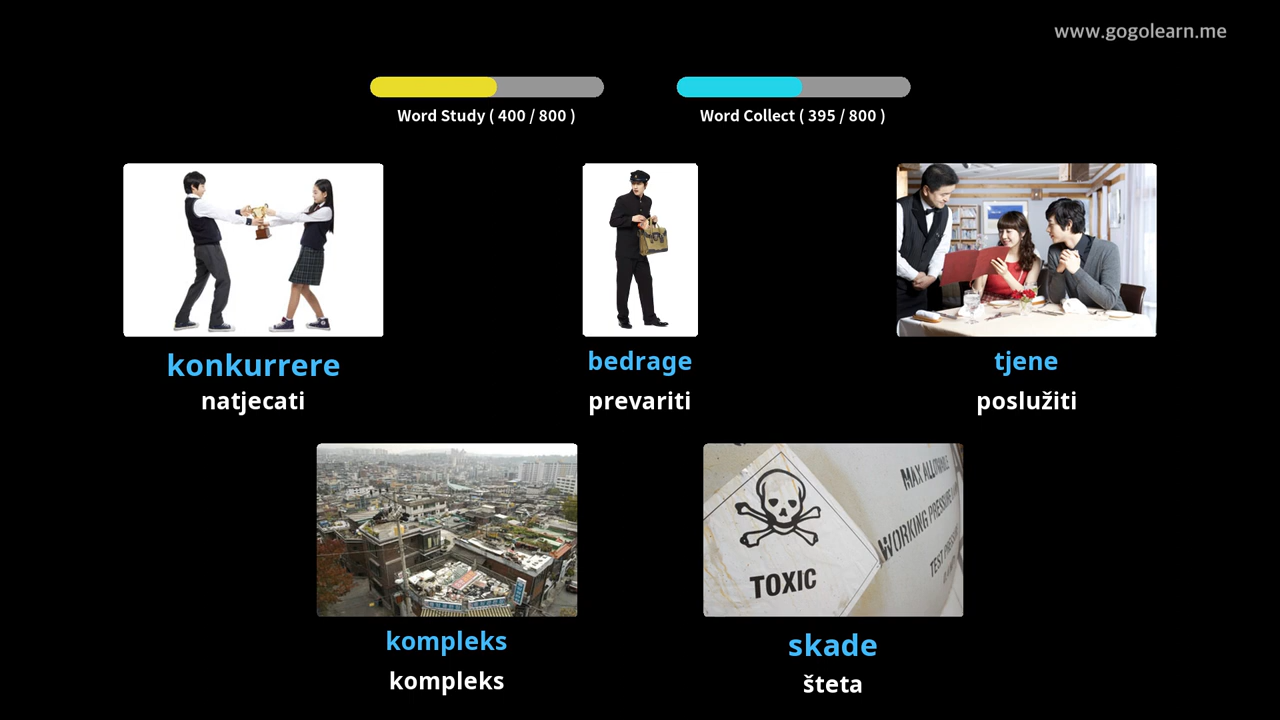 www.gogolearn.me
Word Study ( 400 / 800 )
Word Collect ( 395 / 800 )
konkurrere
natjecati
bedrage
prevariti
tjene
poslužiti
kompleks
kompleks
TOXIC
MAX ALLOWABLE
WORKING PRESSURE
TEST
skade
šteta